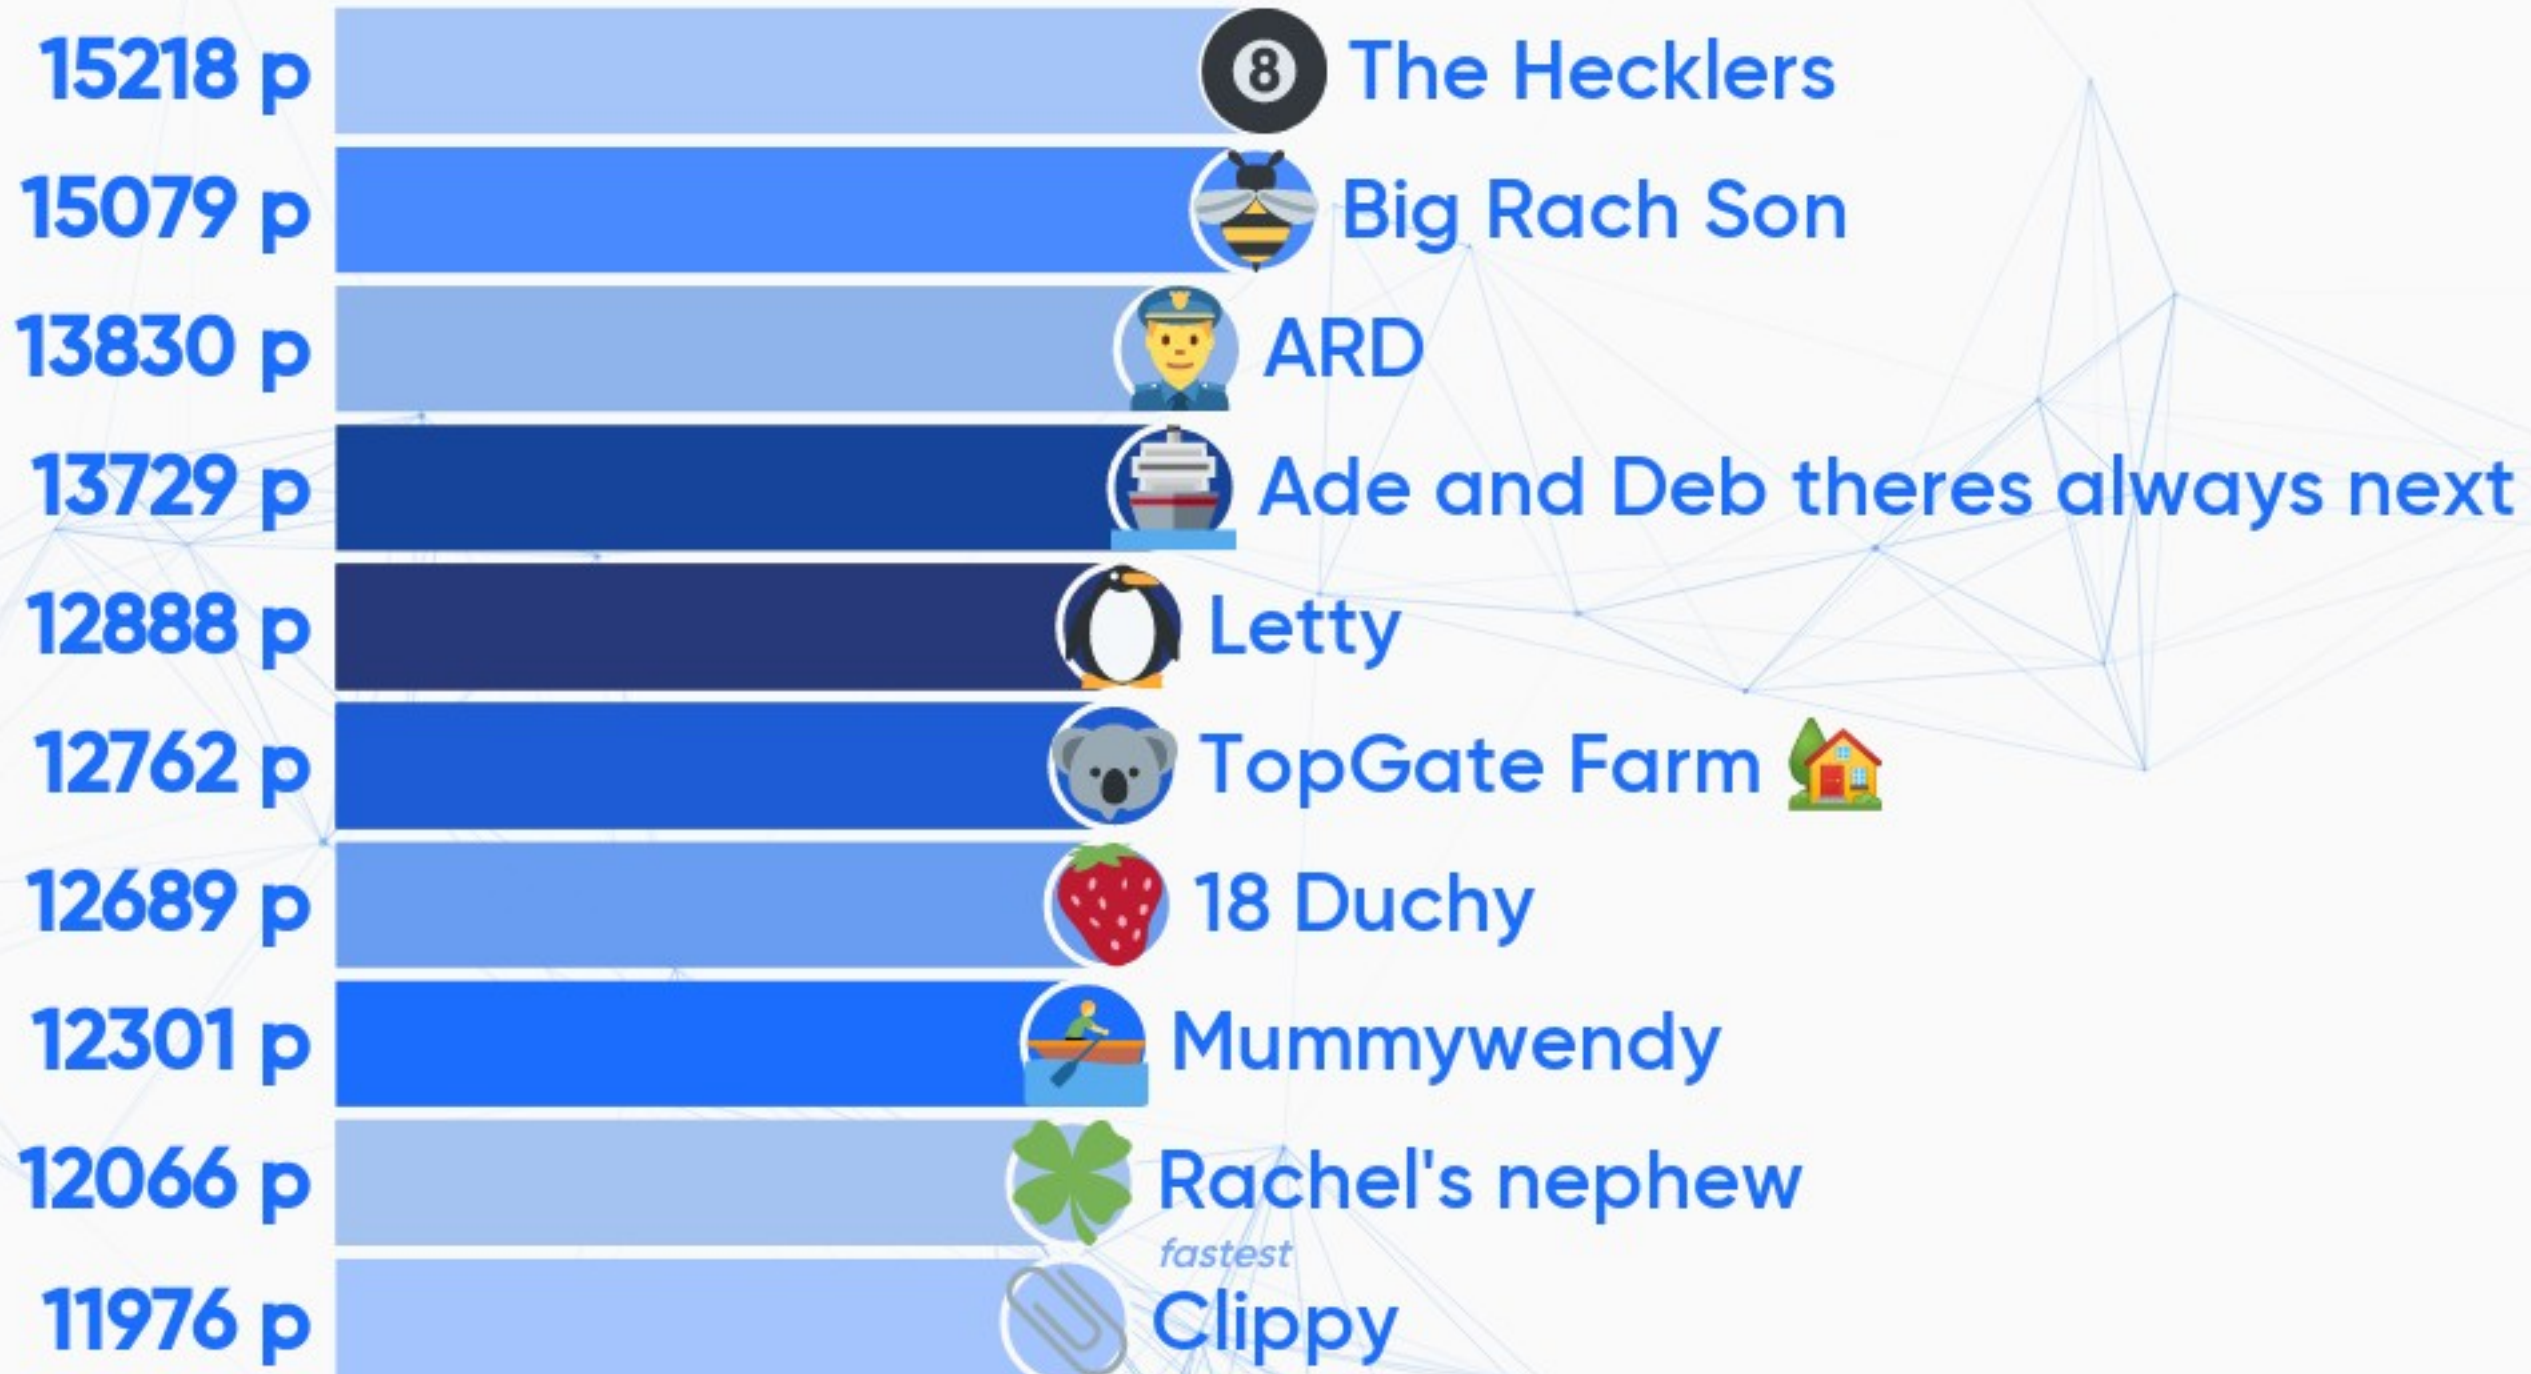 15218 p 8 The Hecklers
15079 p Big Rach Son
13830 p ARD
13729 p Ade and Deb theres always next
12888 p Letty
12762 p TopGate Farm
12689 p 18 Duchy
12301 p Mummywendy
12066 p Rachel's nephew
fastest
11976 p Clippy